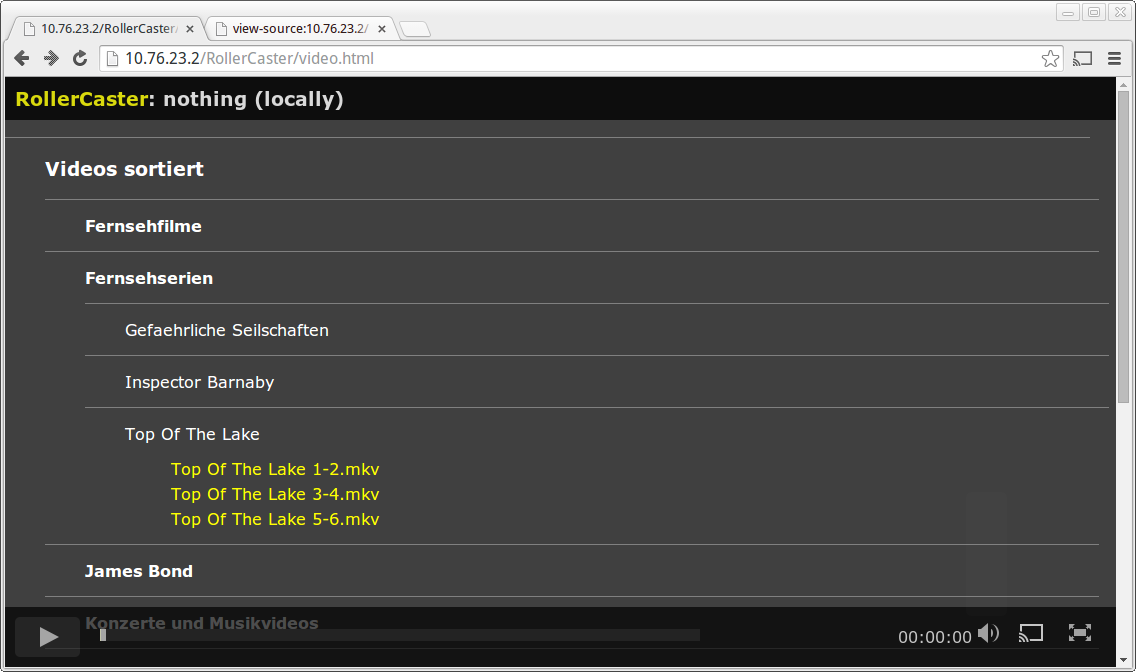 10.76.23.2/RollerCaster/
view-source:10.76.23.2/
10.76.23.2/RollerCaster/video.html
RollerCaster: nothing (locally)
Videos sortiert
Fernsehfilme
Fernsehserien
Gefaehrliche Seilschaften
Inspector Barnaby
Top Of The Lake
Top Of The Lake 1-2.mkv
Top Of The Lake 3-4.mkv
Top Of The Lake 5-6.mkv
James Bond
Konzerte und Musikvideos
00:00:00